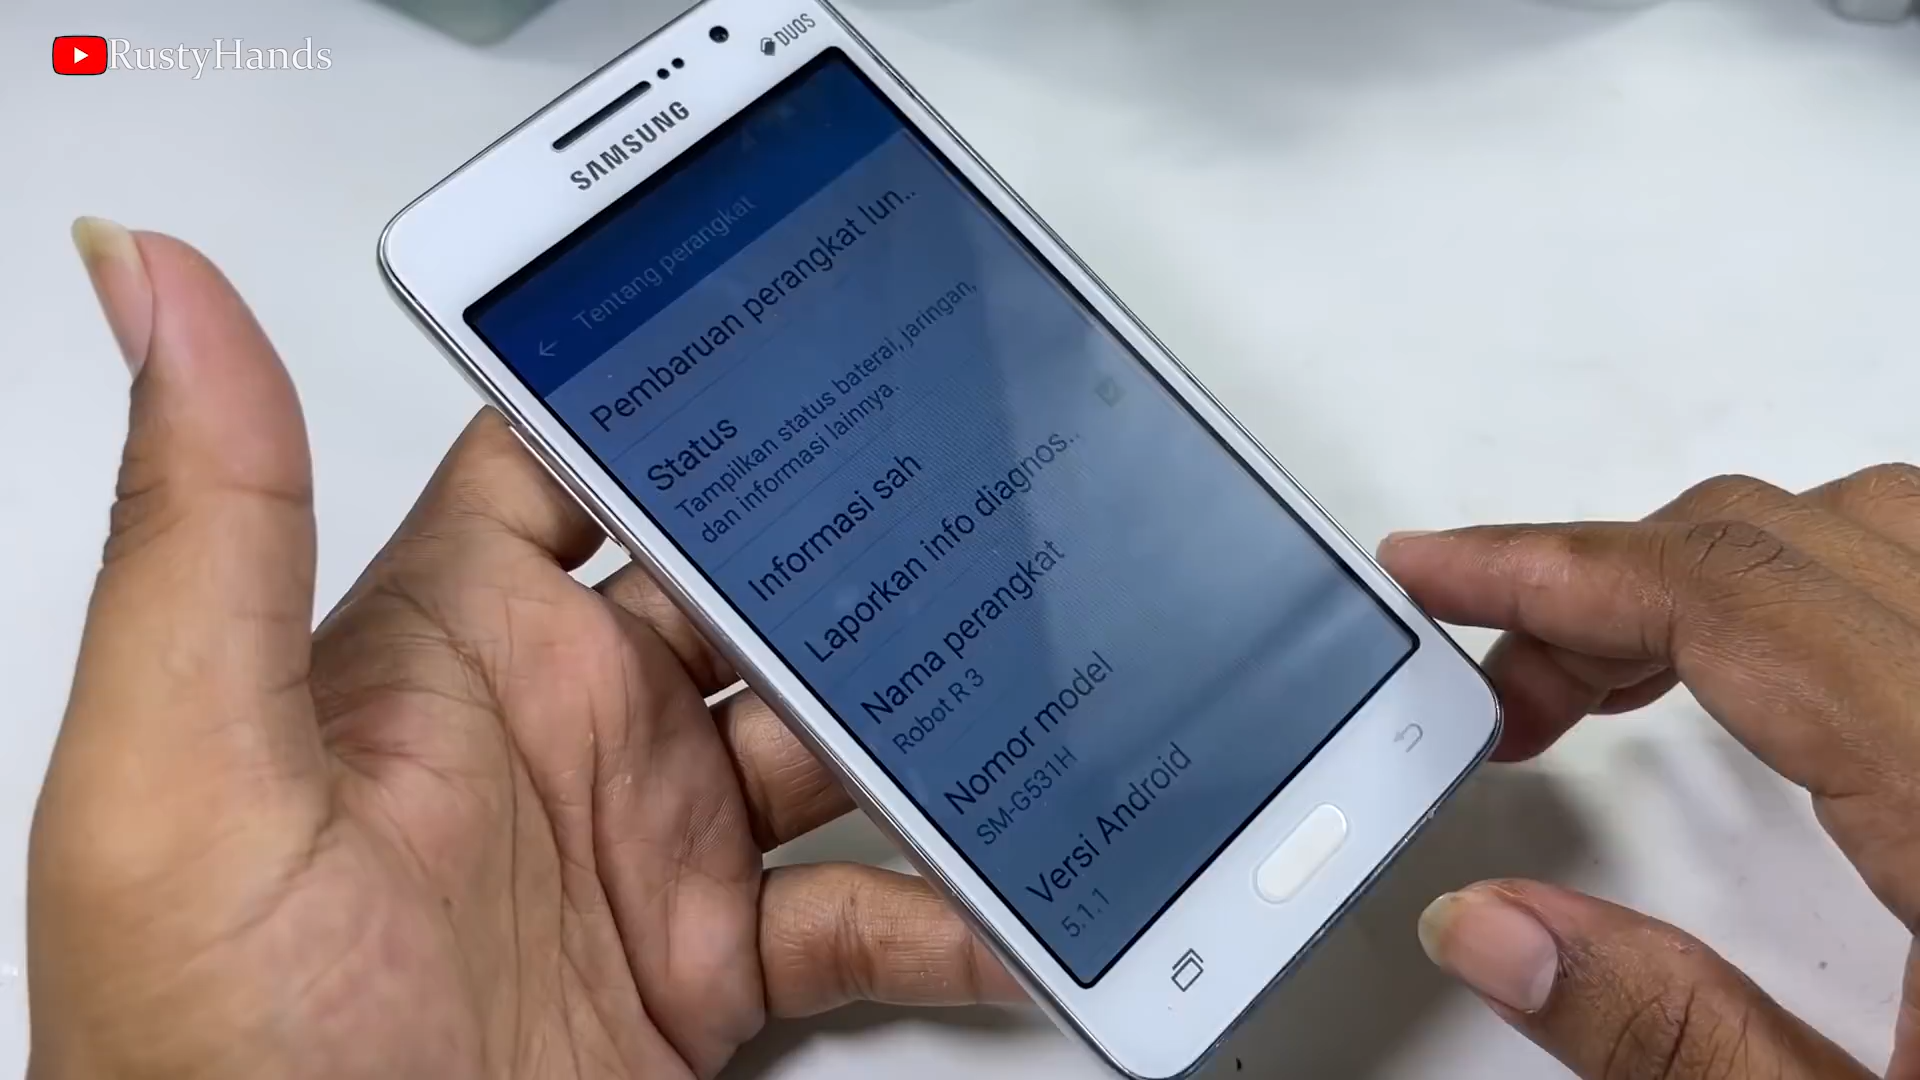 RustyHands
DUOS
SAMSUNG
Tentang perangkat
Pembaruan perangkat lun..
Status
Tampilkan status baterai, jaringan,
dan informasi lainnya.
Informasi sah
Laporkan info diagnos..
Nama perangkat
Robot R 3
Nomor model
SM-G531H
Versi Android
5.1.1